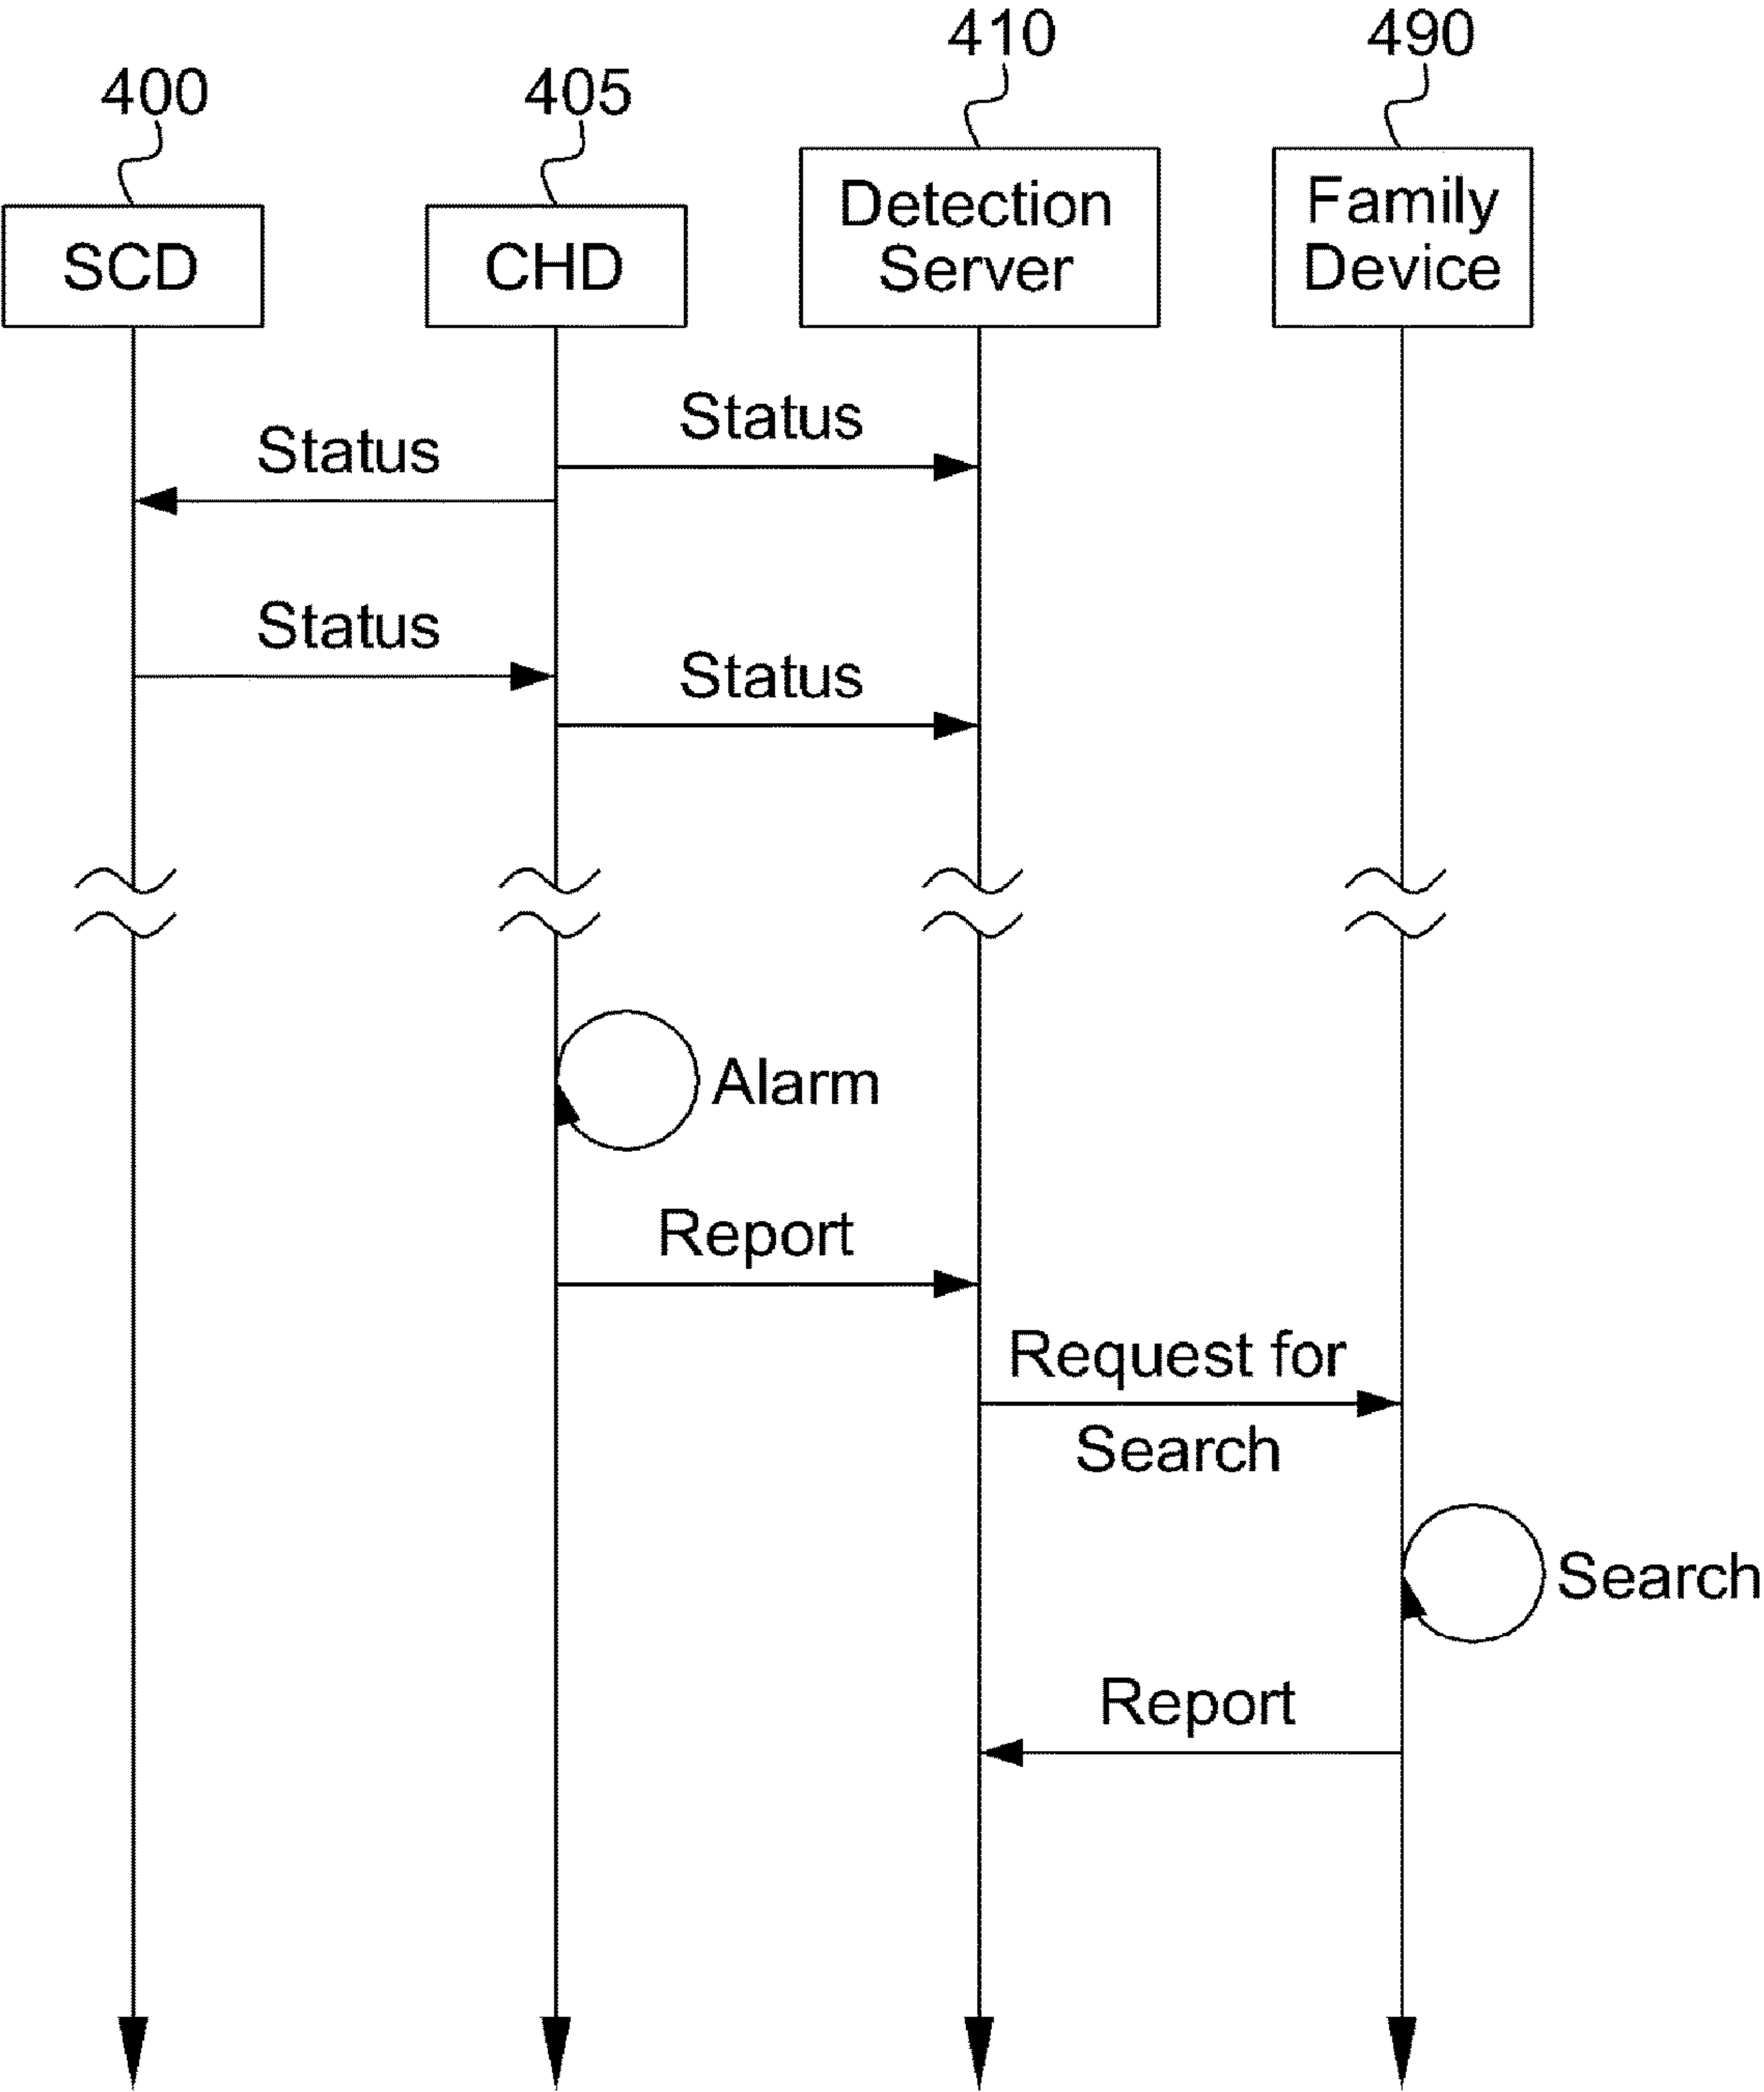 410
490
400
405
Detection
Server
Family
Device
SCD
CHD
Status
Status
Status
Status
Alarm
Report
Request for
Search
Search
Report